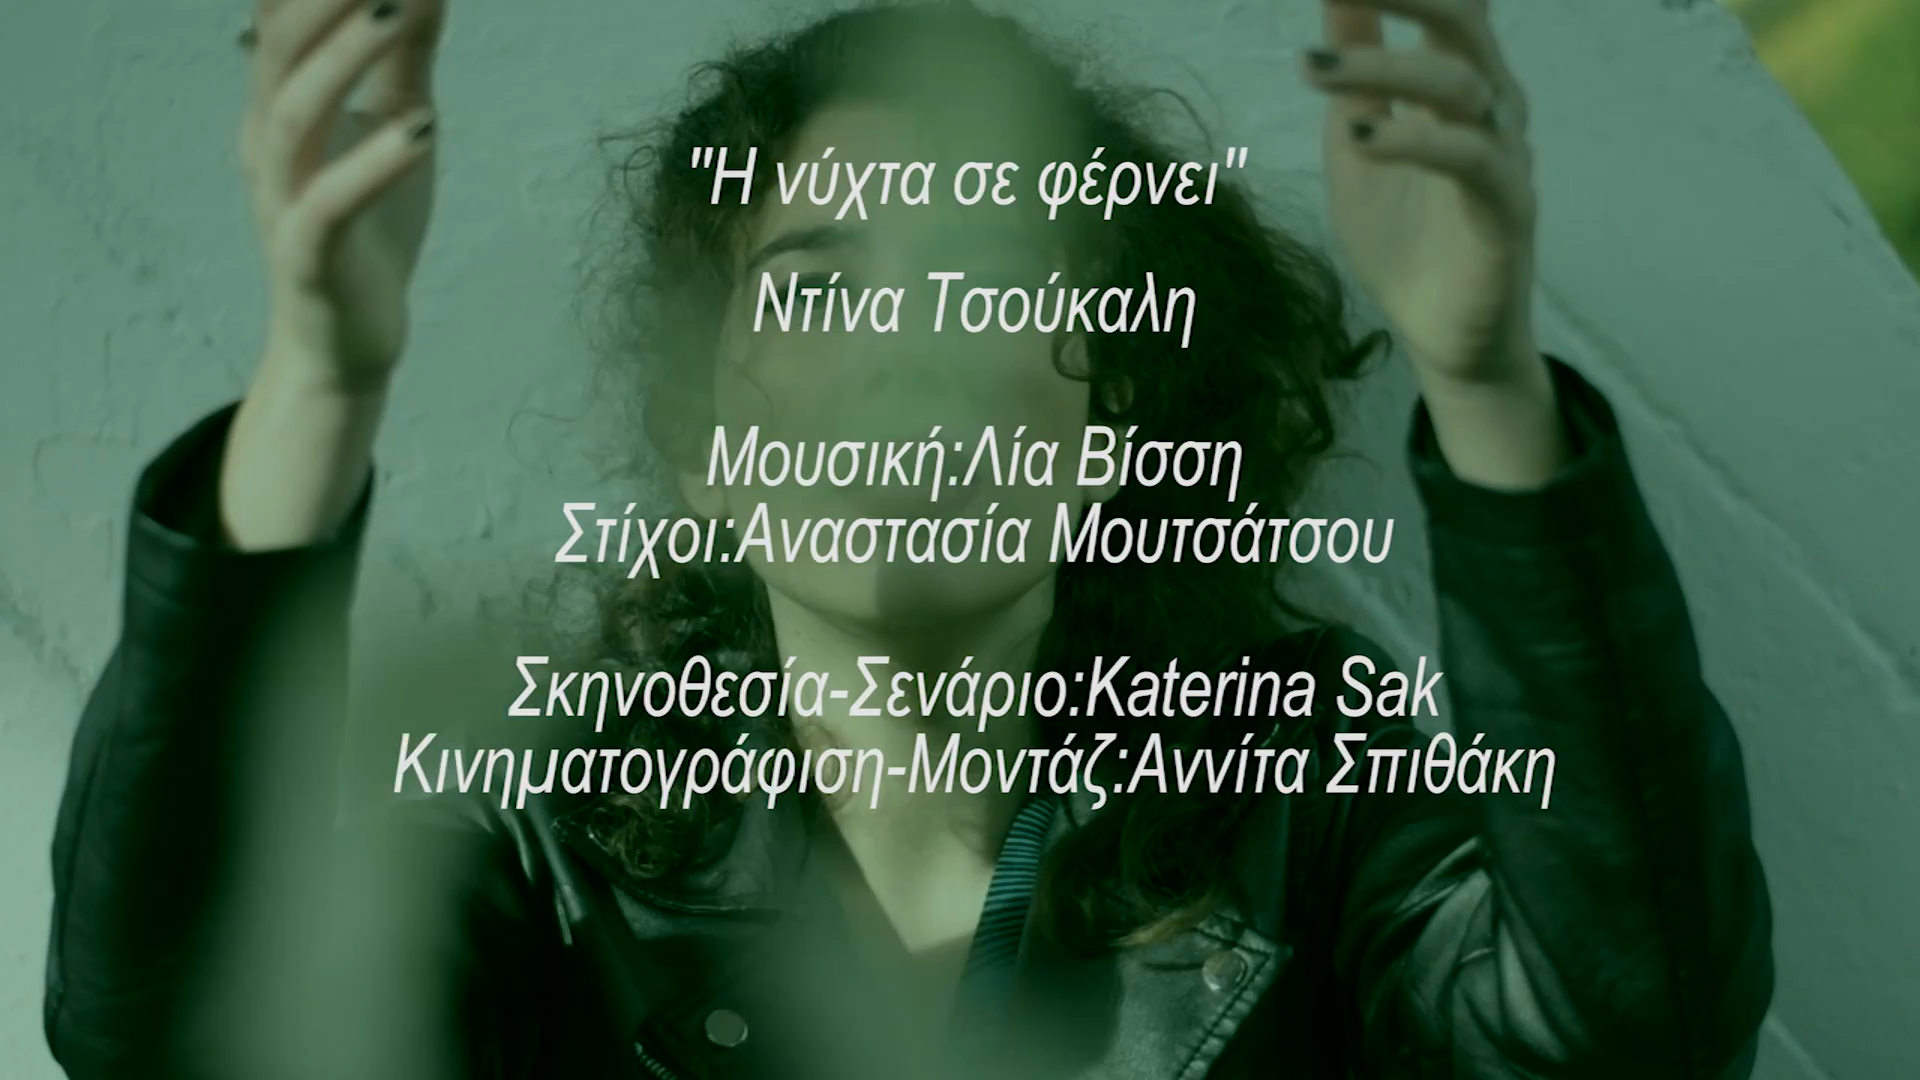 "Η νύχτα σε φέρνει"
Ντίνα Τσούκαλη
Μουσική:Λία Βίσση
Στίχοι:Αναστασία Μουτσάτσου
Σκηνοθεσία-Σενάριο:Katerina Sak
Κινηματογράφιση-Μοντάζ:Αννίτα Σπιθάκη